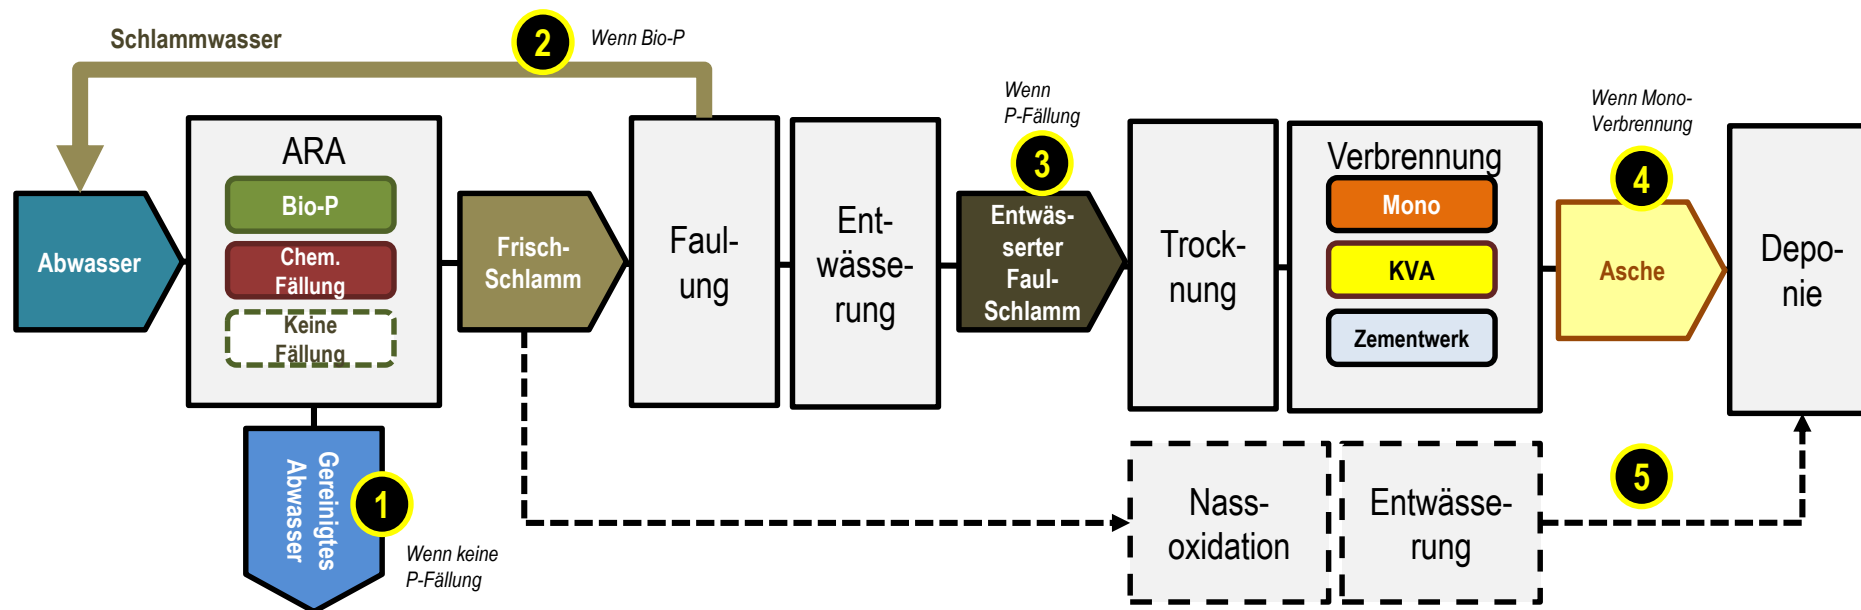 Schlammwasser
2
Wenn Bio-P
ARA
Bio-P
Chem.
Fällung
Keine
Fällung
Abwasser
Gereinigtes
Abwasser
1
Wenn keine
P-Fällung
Frisch-
Schlamm
Faul-
ung
Ent-
wässe-
rung
Wenn
P-Fällung
3
Entwäs-
serter
Faul-
Schlamm
Trock-
nung
Verbrennung
Mono
KVA
Zementwerk
Wenn Mono-
Verbrennung
4
Asche
Depo-
nie
Nass-
oxidation
Entwässe-
rung
5